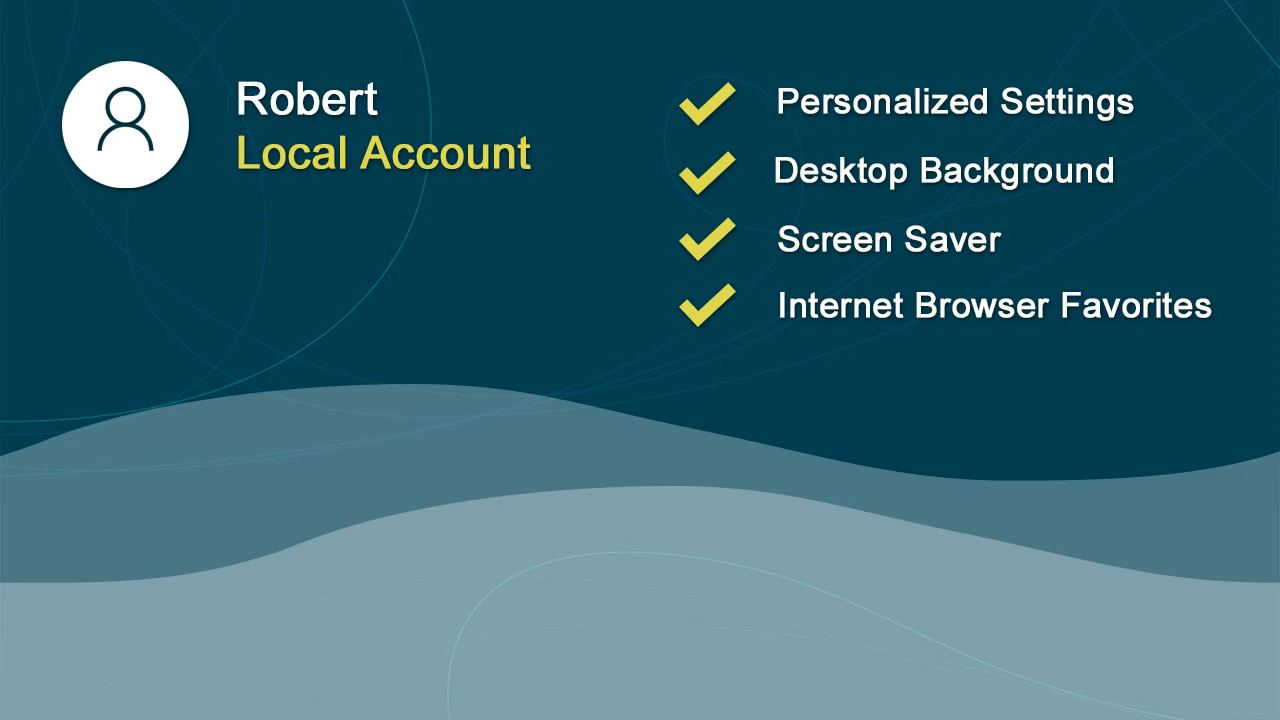 Robert
Local Account
Personalized Settings
Desktop Background
Screen Saver
Internet Browser Favorites